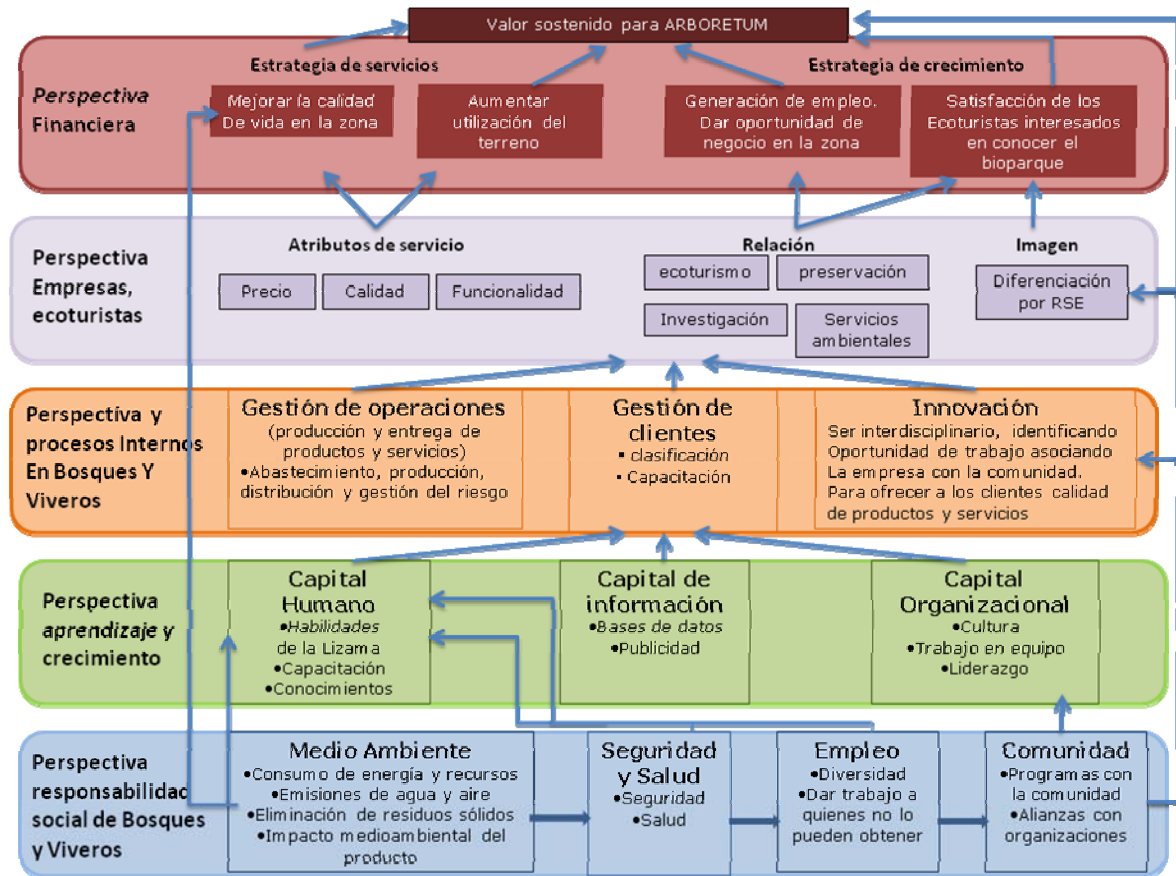 Valor sostenido para ARBORETUM
Perspectiva
Financiera
Estrategia de servicios
Estrategia de crecimiento
Mejorar la calidad
De vida en la zona
Aumentar
utilización del
terreno
Generación de empleo.
Dar oportunidad de
negocio en la zona
Satisfacción de los
Ecoturistas interesados
en conocer el
bioparque
Perspectiva
Empresas,
ecoturistas
Atributos de servicio
Precio
Calidad
Funcionalidad
Relación
ecoturismo
preservación
Investigación
Servicios
ambientales
Imagen
Diferenciación
por RSE
Perspectíva y
procesos Internos
En Bosques Y
Viveros
Gestión de operaciones
(producción y entrega de
productos y servicios)
•Abastecimiento, producción,
distribución y gestión del riesgo
Gestión de
clientes
• clasificación
• Capacitación
Innovación
Ser interdisciplinario, identificando
Oportunidad de trabajo asociando
La empresa con la comunidad.
Para ofrecer a los clientes calidad
de productos y servicios
Perspectiva
aprendizaje y
crecimiento
Capital
Humano
•Habilidades
de la Lizama
•Capacitación
•Conocimientos
Capital de
información
•Bases de datos
•Publicidad
Capital
Organizacional
•Cultura
•Trabajo en equipo
•Liderazgo
Perspectiva
responsabilidad
social de Bosques
y Viveros
Medio Ambiente
•Consumo de energía y recursos
•Emisiones de agua y aire
•Eliminación de residuos sólidos
•Impacto medioambiental del
producto
Seguridad
y Salud
•Seguridad
•Salud
Empleo
•Diversidad
•Dar trabajo a
quienes no lo
pueden obtener
Comunidad
•Programas con
la comunidad
•Alianzas con
organizaciones